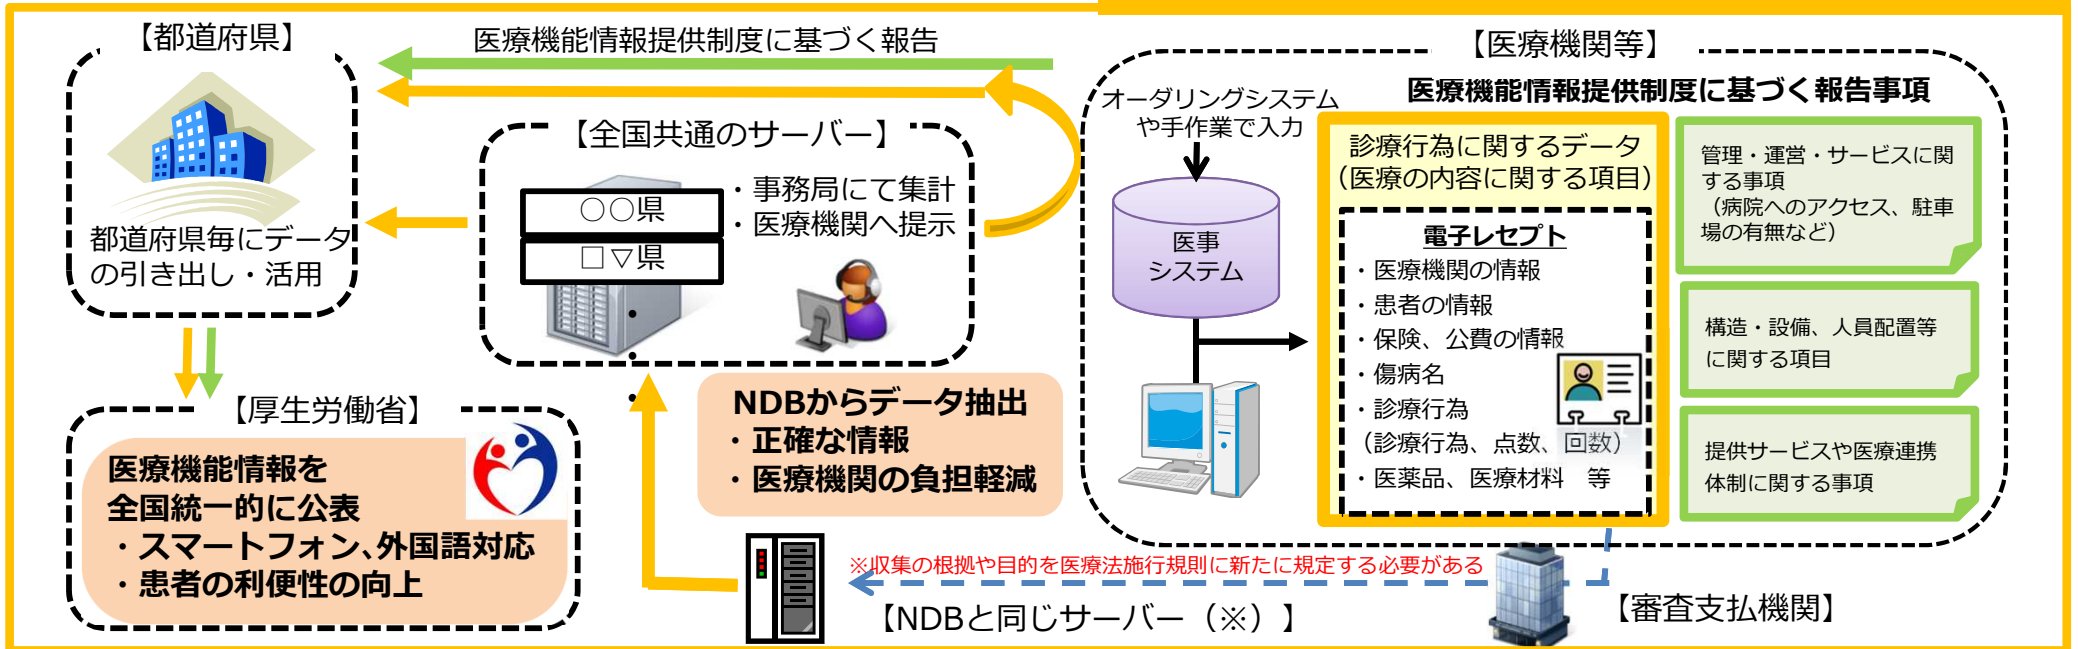 【都道府県】
都道府県毎にデータ
の引き出し・活用
医療機能情報提供制度に基づく報告
【全国共通のサーバー】
○○県
□▽県
・事務局にて集計
・医療機関へ提示
【厚生労働省】
医療機能情報を
全国統一的に公表
・スマートフォン、外国語対応
・患者の利便性の向上
NDBからデータ抽出
・正確な情報
・医療機関の負担軽減
【医療機関等】
医療機能情報提供制度に基づく報告事項
オーダリングシステム
や手作業で入力
医事
システム
診療行為に関するデータ
（医療の内容に関する項目）
電子レセプト
・医療機関の情報
・患者の情報
・保険、公費の情報
・傷病名
・診療行為
（診療行為、点数、回数）
・医薬品、医療材料　等
管理・運営・サービスに関
する事項
（病院へのアクセス、駐車
場の有無など）
構造・設備、人員配置等
に関する項目
提供サービスや医療連携
体制に関する事項
※収集の根拠や目的を医療法施行規則に新たに規定する必要がある
【NDBと同じサーバー（※）】
【審査支払機関】